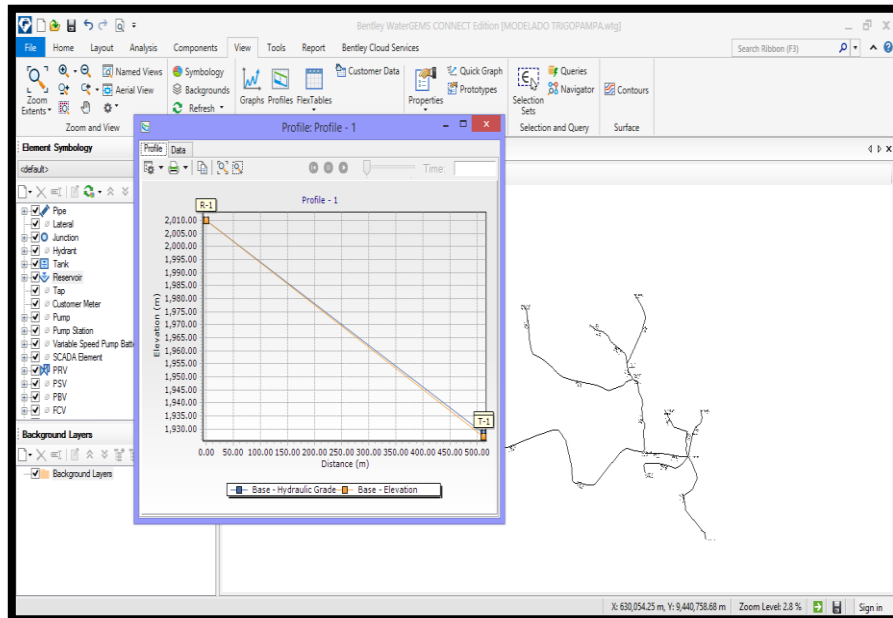 Bentley WaterGEMS CONNECT Edition [MODELADO TRIGOPAMPA.wtg]
File Home Layout Analysis Components View Tools Report Bentley Cloud Services
Search Ribbon (F3)
Zoom Extents
Named Views
Aerial View
Zoom and View
Symbology
Backgrounds
Refresh
Graphs Profiles FlexTables
Customer Data
Properties
Quick Graph
Prototypes
Selection Sets
Queries
Navigator
Selection and Query
Contours
Surface
Element Symbology
<default>
Pipe
Lateral
Junction
Hydrant
Tank
Reservoir
Tap
Customer Meter
Pump
Pump Station
Variable Speed Pump Batt
SCADA Element
PRV
PSV
PBV
FCV
Background Layers
Background Layers
Profile: Profile - 1
Profile Data
Time:
Profile - 1
R-1
2,010.00
2,005.00
2,000.00
1,995.00
1,990.00
1,985.00
1,980.00
1,975.00
1,970.00
1,965.00
1,960.00
1,955.00
1,950.00
1,945.00
1,940.00
1,935.00
1,930.00
Elevation (m)
T-1
0.00 50.00 100.00 150.00 200.00 250.00 300.00 350.00 400.00 450.00 500.00
Distance (m)
Base - Hydraulic Grade Base - Elevation
X: 630,054.25 m, Y: 9,440,758.68 m Zoom Level: 2.8 % Sign in